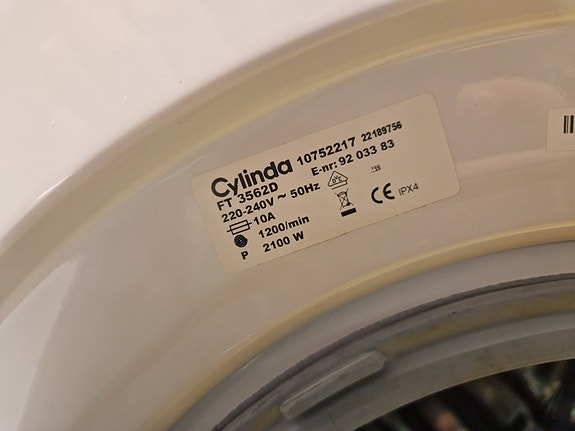 Cylinda 10752217 22189756
FT 3562D E-nr: 92 033 83
220-240V ~ 50Hz
10A
1200/min
P 2100 W
CE IPX4